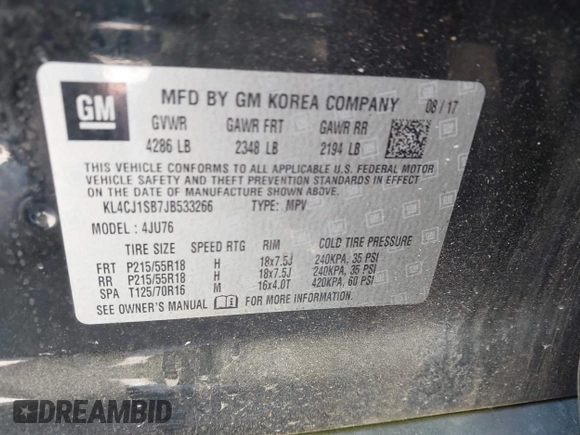 GM
MFD BY GM KOREA COMPANY 08 / 17
GVWR GAWR FRT GAWR RR
4286 LB 2348 LB 2194 LB
THIS VEHICLE CONFORMS TO ALL APPLICABLE U.S. FEDERAL MOTOR
VEHICLE SAFETY AND THEFT PREVENTION STANDARDS IN EFFECT
ON THE DATE OF MANUFACTURE SHOWN ABOVE.
KL4CJ1SB7JB533266 TYPE: MPV
MODEL: 4JU76
TIRE SIZE SPEED RTG RIM COLD TIRE PRESSURE
FRT P215/55R18 H 18x7.5J 240KPA, 35 PSI
RR P215/55R18 H 18x7.5J 240KPA, 35 PSI
SPA T125/70R16 M 16x4.0T 420KPA, 60 PSI
SEE OWNER'S MANUAL FOR MORE INFORMATION.
DREAMBID